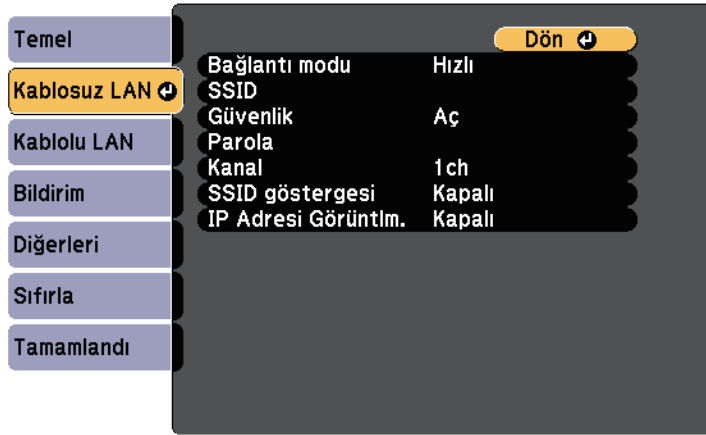 Temel
Kablosuz LAN
Kablolu LAN
Bildirim
Diğerleri
Sıfırla
Tamamlandı
Dön
Bağlantı modu Hızlı
SSID
Güvenlik Aç
Parola
Kanal 1ch
SSID göstergesi Kapalı
IP Adresi Görüntlm. Kapalı